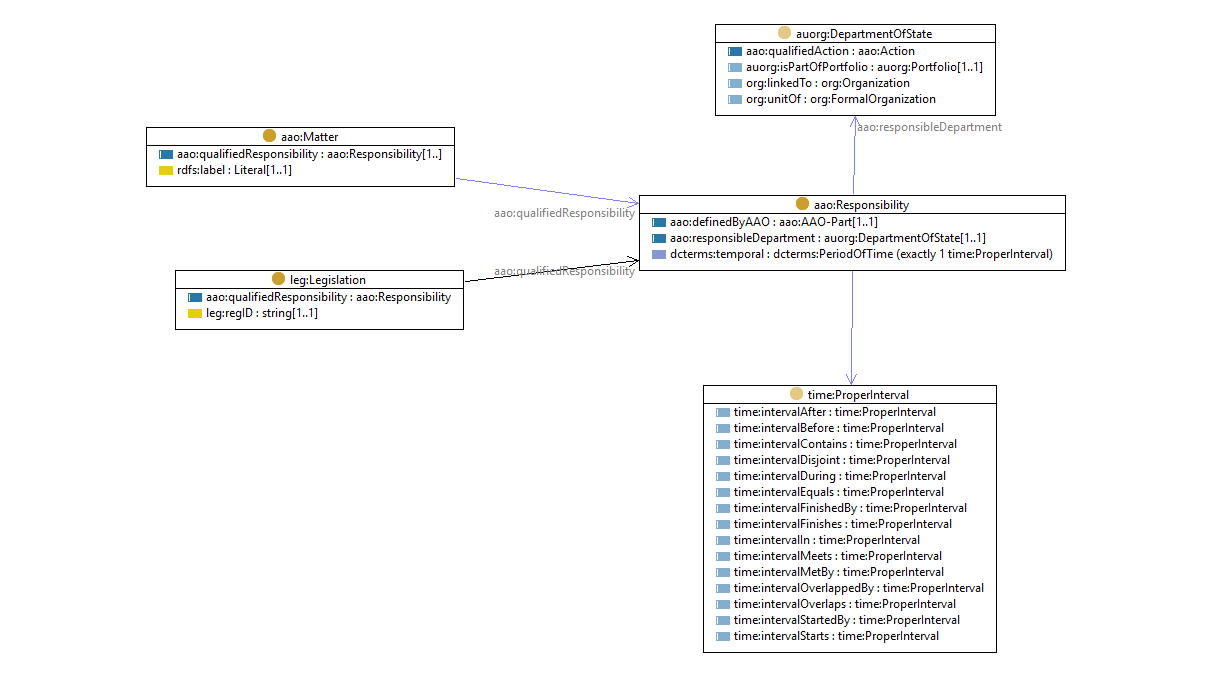 auorg:DepartmentOfState
aao:qualifiedAction : aao:Action
auorg:isPartOfPortfolio : auorg:Portfolio[1..1]
org:linkedTo : org:Organization
org:unitOf : org:FormalOrganization
aao:responsibleDepartment
aao:Matter
aao:qualifiedResponsibility : aao:Responsibility[1..]
rdfs:label : Literal[1..1]
aao:qualifiedResponsibility
aao:Responsibility
aao:definedByAAO : aao:AAO-Part[1..1]
aao:responsibleDepartment : auorg:DepartmentOfState[1..1]
dcterms:temporal : dcterms:PeriodOfTime (exactly 1 time:ProperInterval)
aao:qualifiedResponsibility
leg:Legislation
aao:qualifiedResponsibility : aao:Responsibility
leg:regID : string[1..1]
time:ProperInterval
time:intervalAfter : time:ProperInterval
time:intervalBefore : time:ProperInterval
time:intervalContains : time:ProperInterval
time:intervalDisjoint : time:ProperInterval
time:intervalDuring : time:ProperInterval
time:intervalEquals : time:ProperInterval
time:intervalFinishedBy : time:ProperInterval
time:intervalFinishes : time:ProperInterval
time:intervalIn : time:ProperInterval
time:intervalMeets : time:ProperInterval
time:intervalMetBy : time:ProperInterval
time:intervalOverlappedBy : time:ProperInterval
time:intervalOverlaps : time:ProperInterval
time:intervalStartedBy : time:ProperInterval
time:intervalStarts : time:ProperInterval